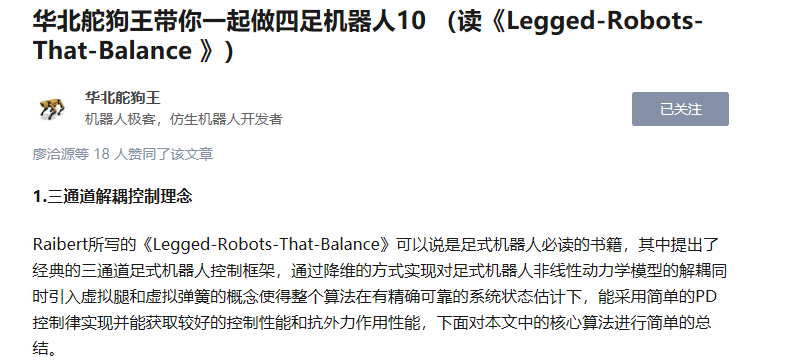 华北舵狗王带你一起做四足机器人10 （读《Legged-Robots-
That-Balance 》）
华北舵狗王
机器人极客，仿生机器人开发者
已关注
廖洽源等 18 人赞同了该文章
1.三通道解耦控制理念
Raibert所写的《Legged-Robots-That-Balance》可以说是足式机器人必读的书籍，其中提出了
经典的三通道足式机器人控制框架，通过降维的方式实现对足式机器人非线性动力学模型的解耦同
时引入虚拟腿和虚拟弹簧的概念使得整个算法在有精确可靠的系统状态估计下，能采用简单的PD
控制律实现并能获取较好的控制性能和抗外力作用性能，下面对本文中的核心算法进行简单的总
结。